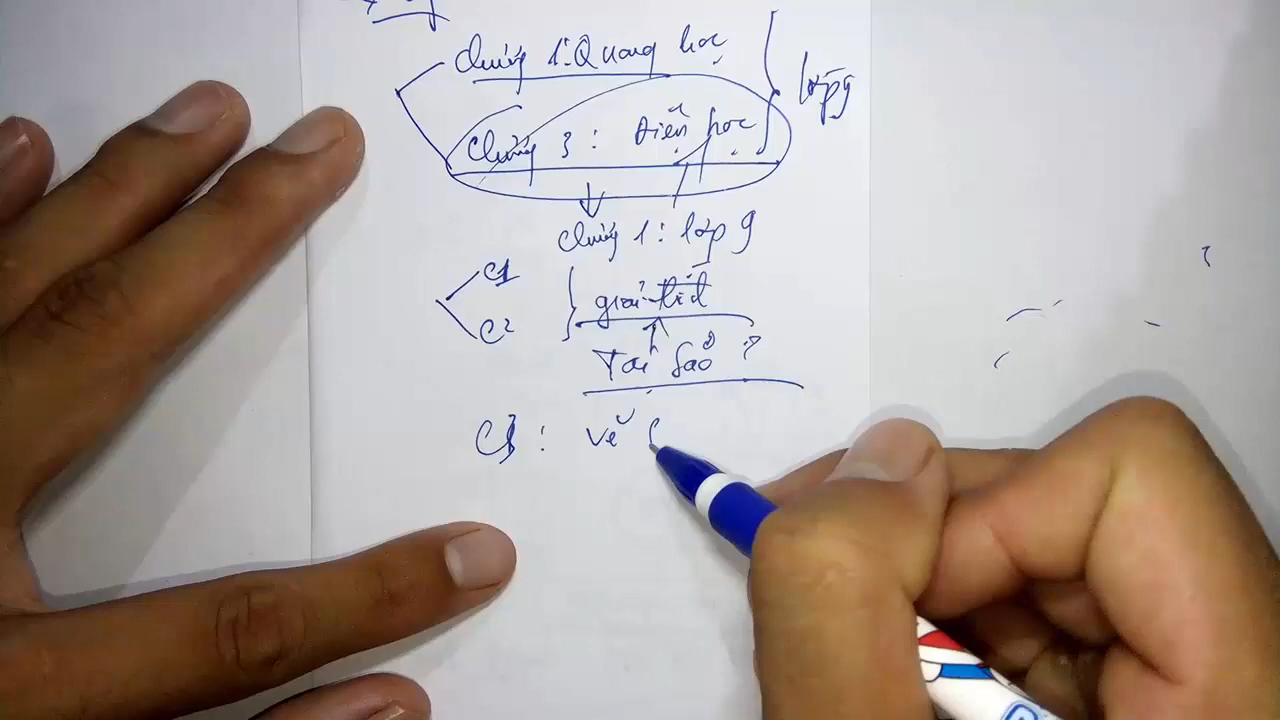 Chương 1: Quang học
lớp 9
Chương 3: Điện học
Chương 1: lớp 9
C1
C2
giải thích
Tại Sao?
C3: vẽ